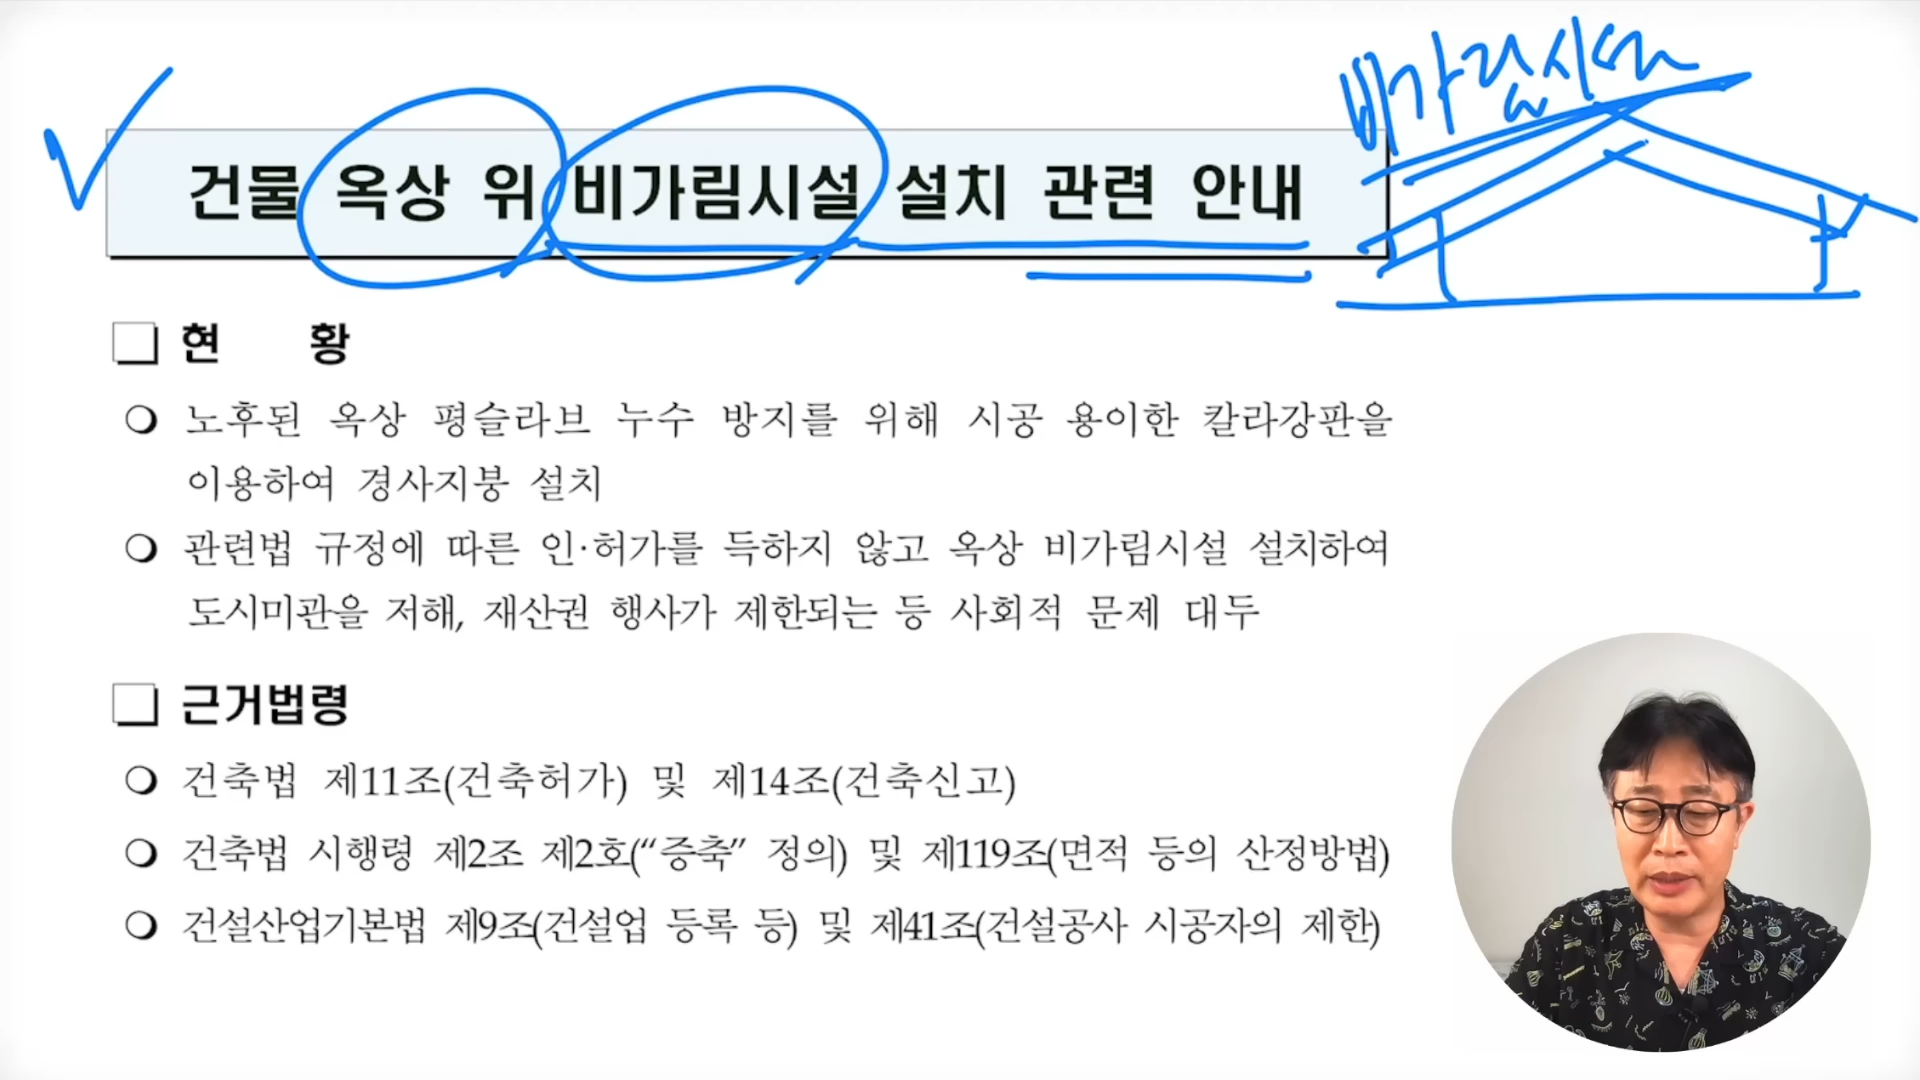 비가림시설
건물 옥상 위 비가림시설 설치 관련 안내
현 황
노후된 옥상 평슬라브 누수 방지를 위해 시공 용이한 칼라강판을
이용하여 경사지붕 설치
관련법 규정에 따른 인·허가를 득하지 않고 옥상 비가림시설 설치하여
도시미관을 저해, 재산권 행사가 제한되는 등 사회적 문제 대두
근거법령
건축법 제11조(건축허가) 및 제14조(건축신고)
건축법 시행령 제2조 제2호(“증축” 정의) 및 제119조(면적 등의 산정방법)
건설산업기본법 제9조(건설업 등록 등) 및 제41조(건설공사 시공자의 제한)